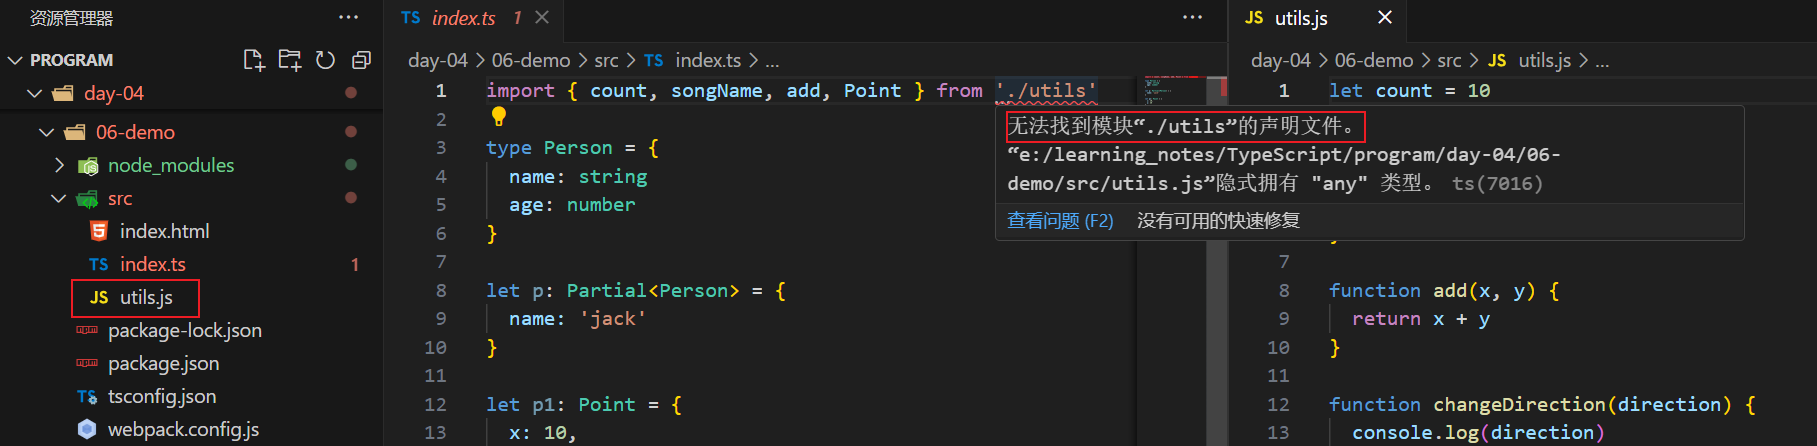 资源管理器
PROGRAM
day-04
06-demo
node_modules
src
index.html
TS index.ts 1
JS utils.js
package-lock.json
package.json
TS tsconfig.json
webpack.config.js
TS index.ts 1
day-04 > 06-demo > src > TS index.ts > ...
1 import { count, songName, add, Point } from './utils'
2
3 type Person = {
4 name: string
5 age: number
6 }
7
8 let p: Partial<Person> = {
9 name: 'jack'
10 }
11
12 let p1: Point = {
13 x: 10,
无法找到模块“./utils”的声明文件。
“e:/learning_notes/TypeScript/program/day-04/06-
demo/src/utils.js”隐式拥有 "any" 类型。 ts(7016)
查看问题 (F2) 没有可用的快速修复
JS utils.js
day-04 > 06-demo > src > JS utils.js > ...
1 let count = 10
7
8 function add(x, y) {
9 return x + y
10 }
11
12 function changeDirection(direction) {
13 console.log(direction)